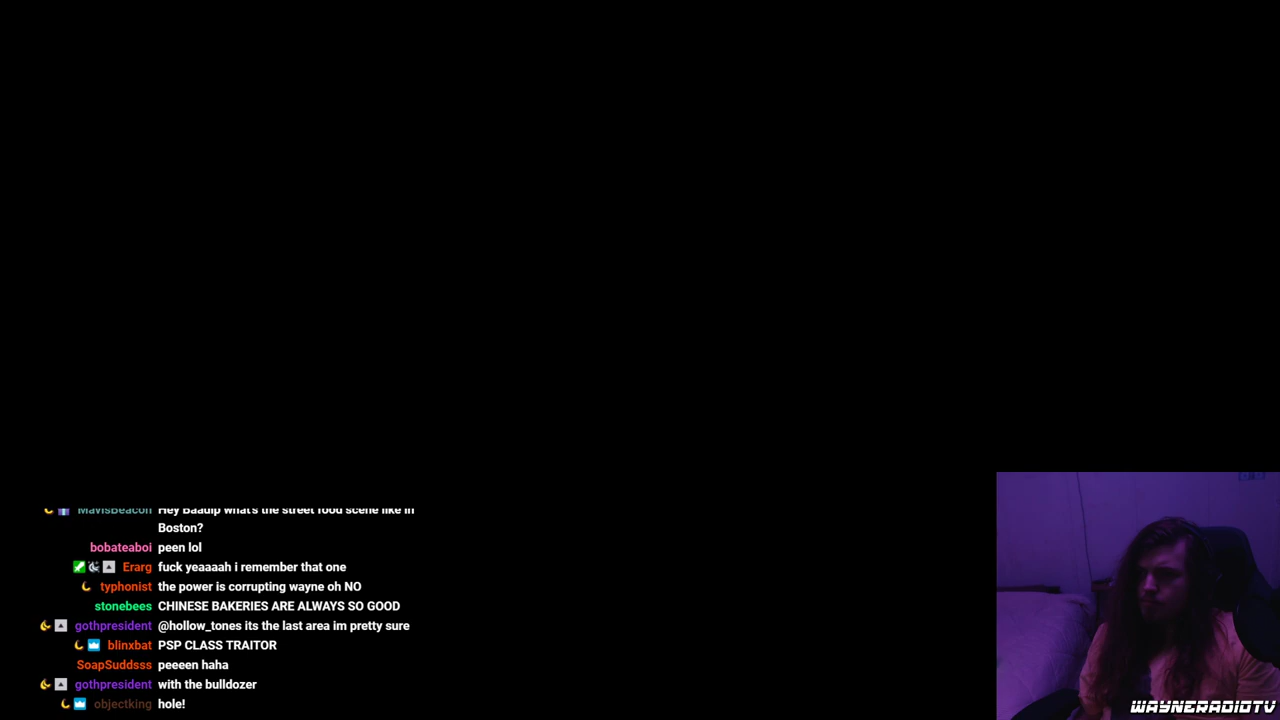 MavisBeacon Hey Baadip what's the street food scene like in
Boston?
bobateaboi peen lol
Erarg fuck yeaaaah i remember that one
typhonist the power is corrupting wayne oh NO
stonebees CHINESE BAKERIES ARE ALWAYS SO GOOD
gothpresident @hollow_tones its the last area im pretty sure
blinxbat PSP CLASS TRAITOR
SoapSuddsss peeeen haha
gothpresident with the bulldozer
objectking hole!
WAYNERADIOTV